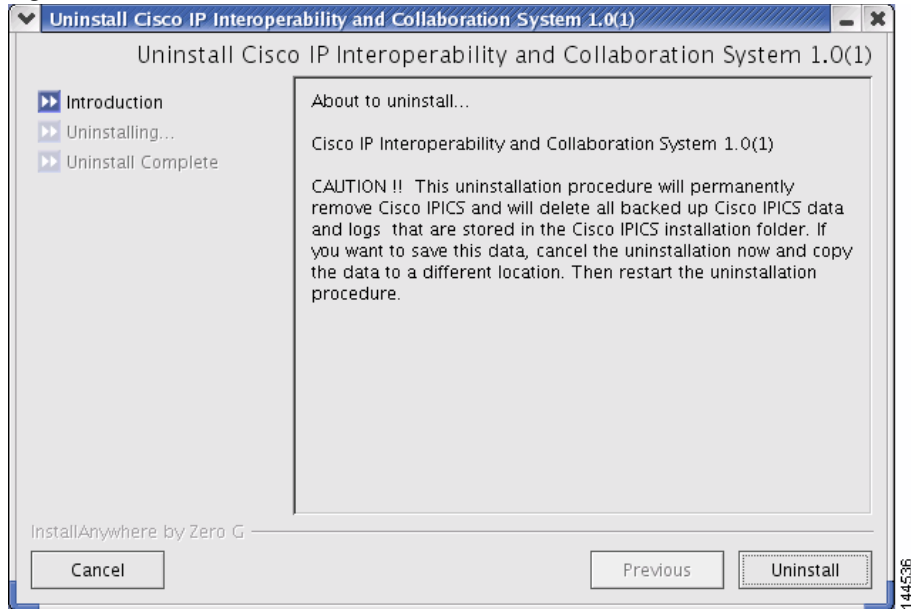 Uninstall Cisco IP Interoperability and Collaboration System 1.0(1)
Uninstall Cisco IP Interoperability and Collaboration System 1.0(1)
Introduction
Uninstalling...
Uninstall Complete
About to uninstall...
Cisco IP Interoperability and Collaboration System 1.0(1)
CAUTION !! This uninstallation procedure will permanently
remove Cisco IPICS and will delete all backed up Cisco IPICS data
and logs that are stored in the Cisco IPICS installation folder. If
you want to save this data, cancel the uninstallation now and copy
the data to a different location. Then restart the uninstallation
procedure.
InstallAnywhere by Zero G
Cancel
Previous
Uninstall
144536